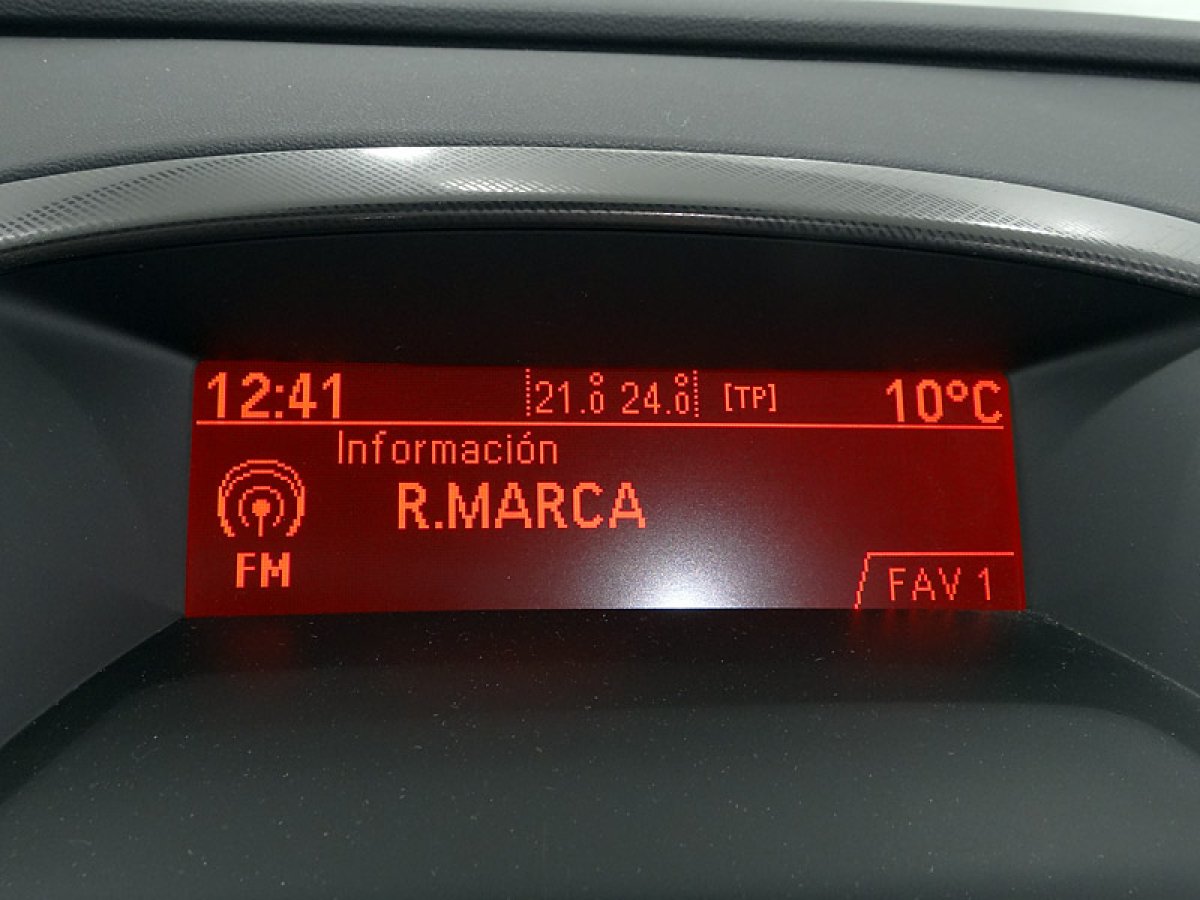 12:41 21.0° 24.0° [TP] 10°C
Información
R.MARCA
FM
FAV 1